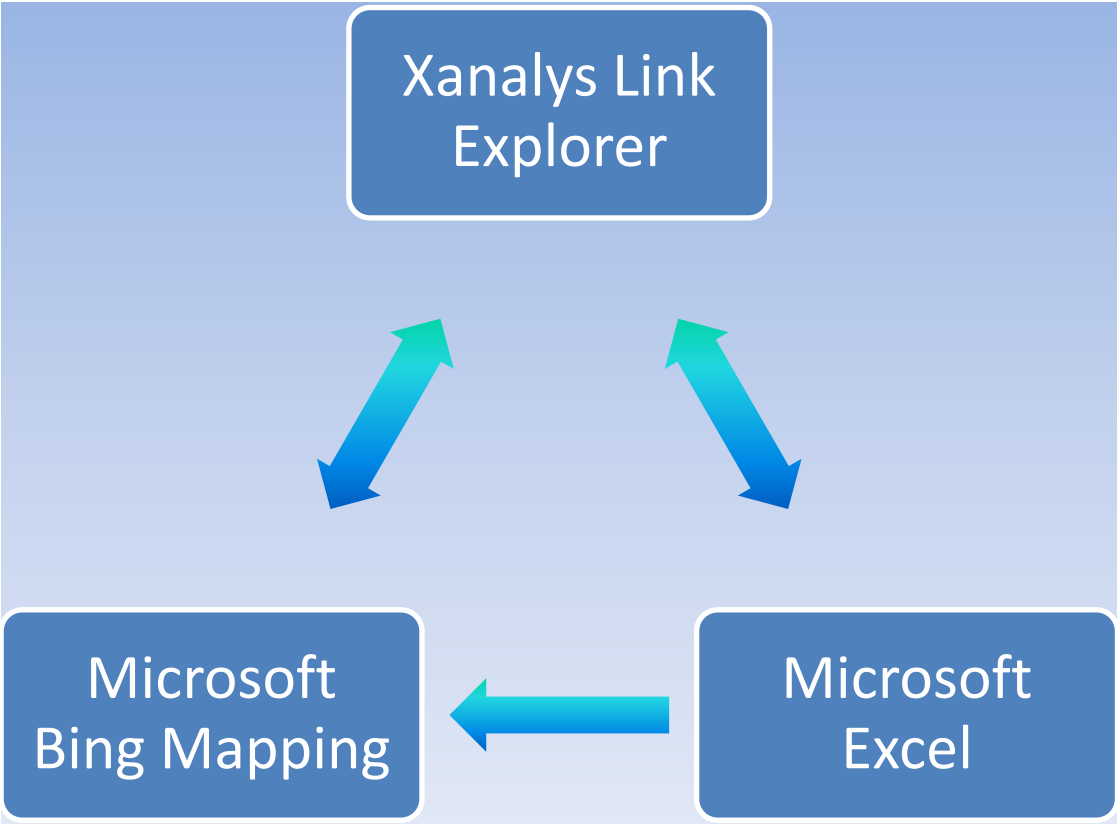 Xanalys Link
Explorer
Microsoft
Bing Mapping
Microsoft
Excel